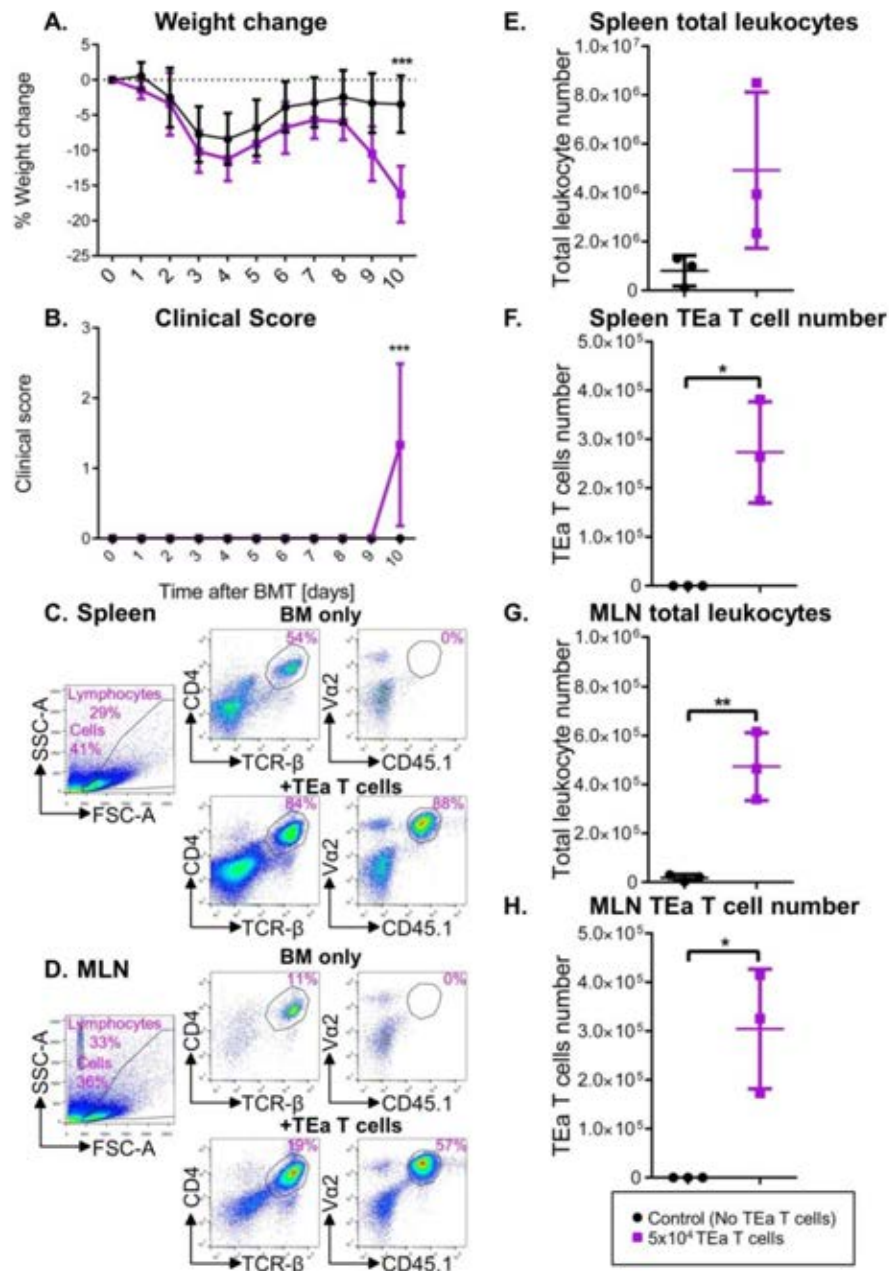 A. Weight change
***
% Weight change
5
0
-5
-10
-15
-20
-25
0 1 2 3 4 5 6 7 8 9 10
B. Clinical Score
***
Clinical score
3
2
1
0
0 1 2 3 4 5 6 7 8 9 10
Time after BMT [days]
C. Spleen
BM only
Lymphocytes
29%
Cells
41%
SSC-A
FSC-A
54%
CD4
TCR-β
0%
Vα2
CD45.1
+TEa T cells
84%
CD4
TCR-β
88%
Vα2
CD45.1
D. MLN
BM only
Lymphocytes
33%
Cells
36%
SSC-A
FSC-A
11%
CD4
TCR-β
0%
Vα2
CD45.1
+TEa T cells
19%
CD4
TCR-β
57%
Vα2
CD45.1
E. Spleen total leukocytes
Total leukocyte number
1.0×10⁷
8.0×10⁶
6.0×10⁶
4.0×10⁶
2.0×10⁶
0
F. Spleen TEa T cell number
*
TEa T cells number
5.0×10⁵
4.0×10⁵
3.0×10⁵
2.0×10⁵
1.0×10⁵
0
G. MLN total leukocytes
**
Total leukocyte number
1.0×10⁶
8.0×10⁵
6.0×10⁵
4.0×10⁵
2.0×10⁵
0
H. MLN TEa T cell number
*
TEa T cells number
5.0×10⁵
4.0×10⁵
3.0×10⁵
2.0×10⁵
1.0×10⁵
0
Control (No TEa T cells)
5x10⁴ TEa T cells